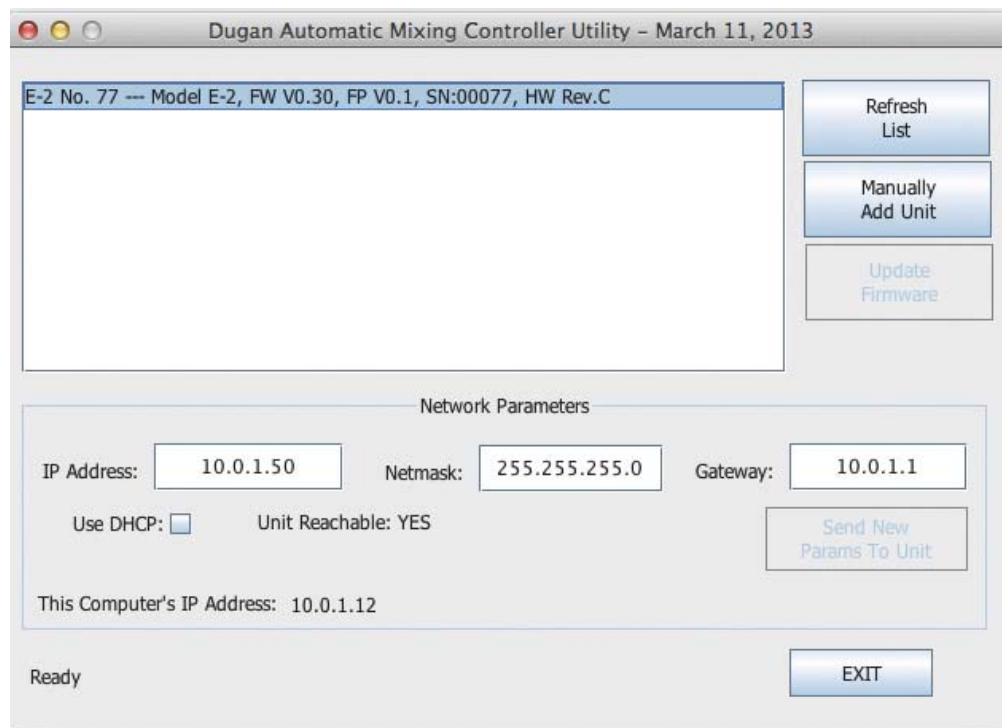 Dugan Automatic Mixing Controller Utility – March 11, 2013
E-2 No. 77 --- Model E-2, FW V0.30, FP V0.1, SN:00077, HW Rev.C
Refresh
List
Manually
Add Unit
Update
Firmware
Network Parameters
IP Address: 10.0.1.50 Netmask: 255.255.255.0 Gateway: 10.0.1.1
Use DHCP: Unit Reachable: YES
Send New
Params To Unit
This Computer's IP Address: 10.0.1.12
Ready
EXIT